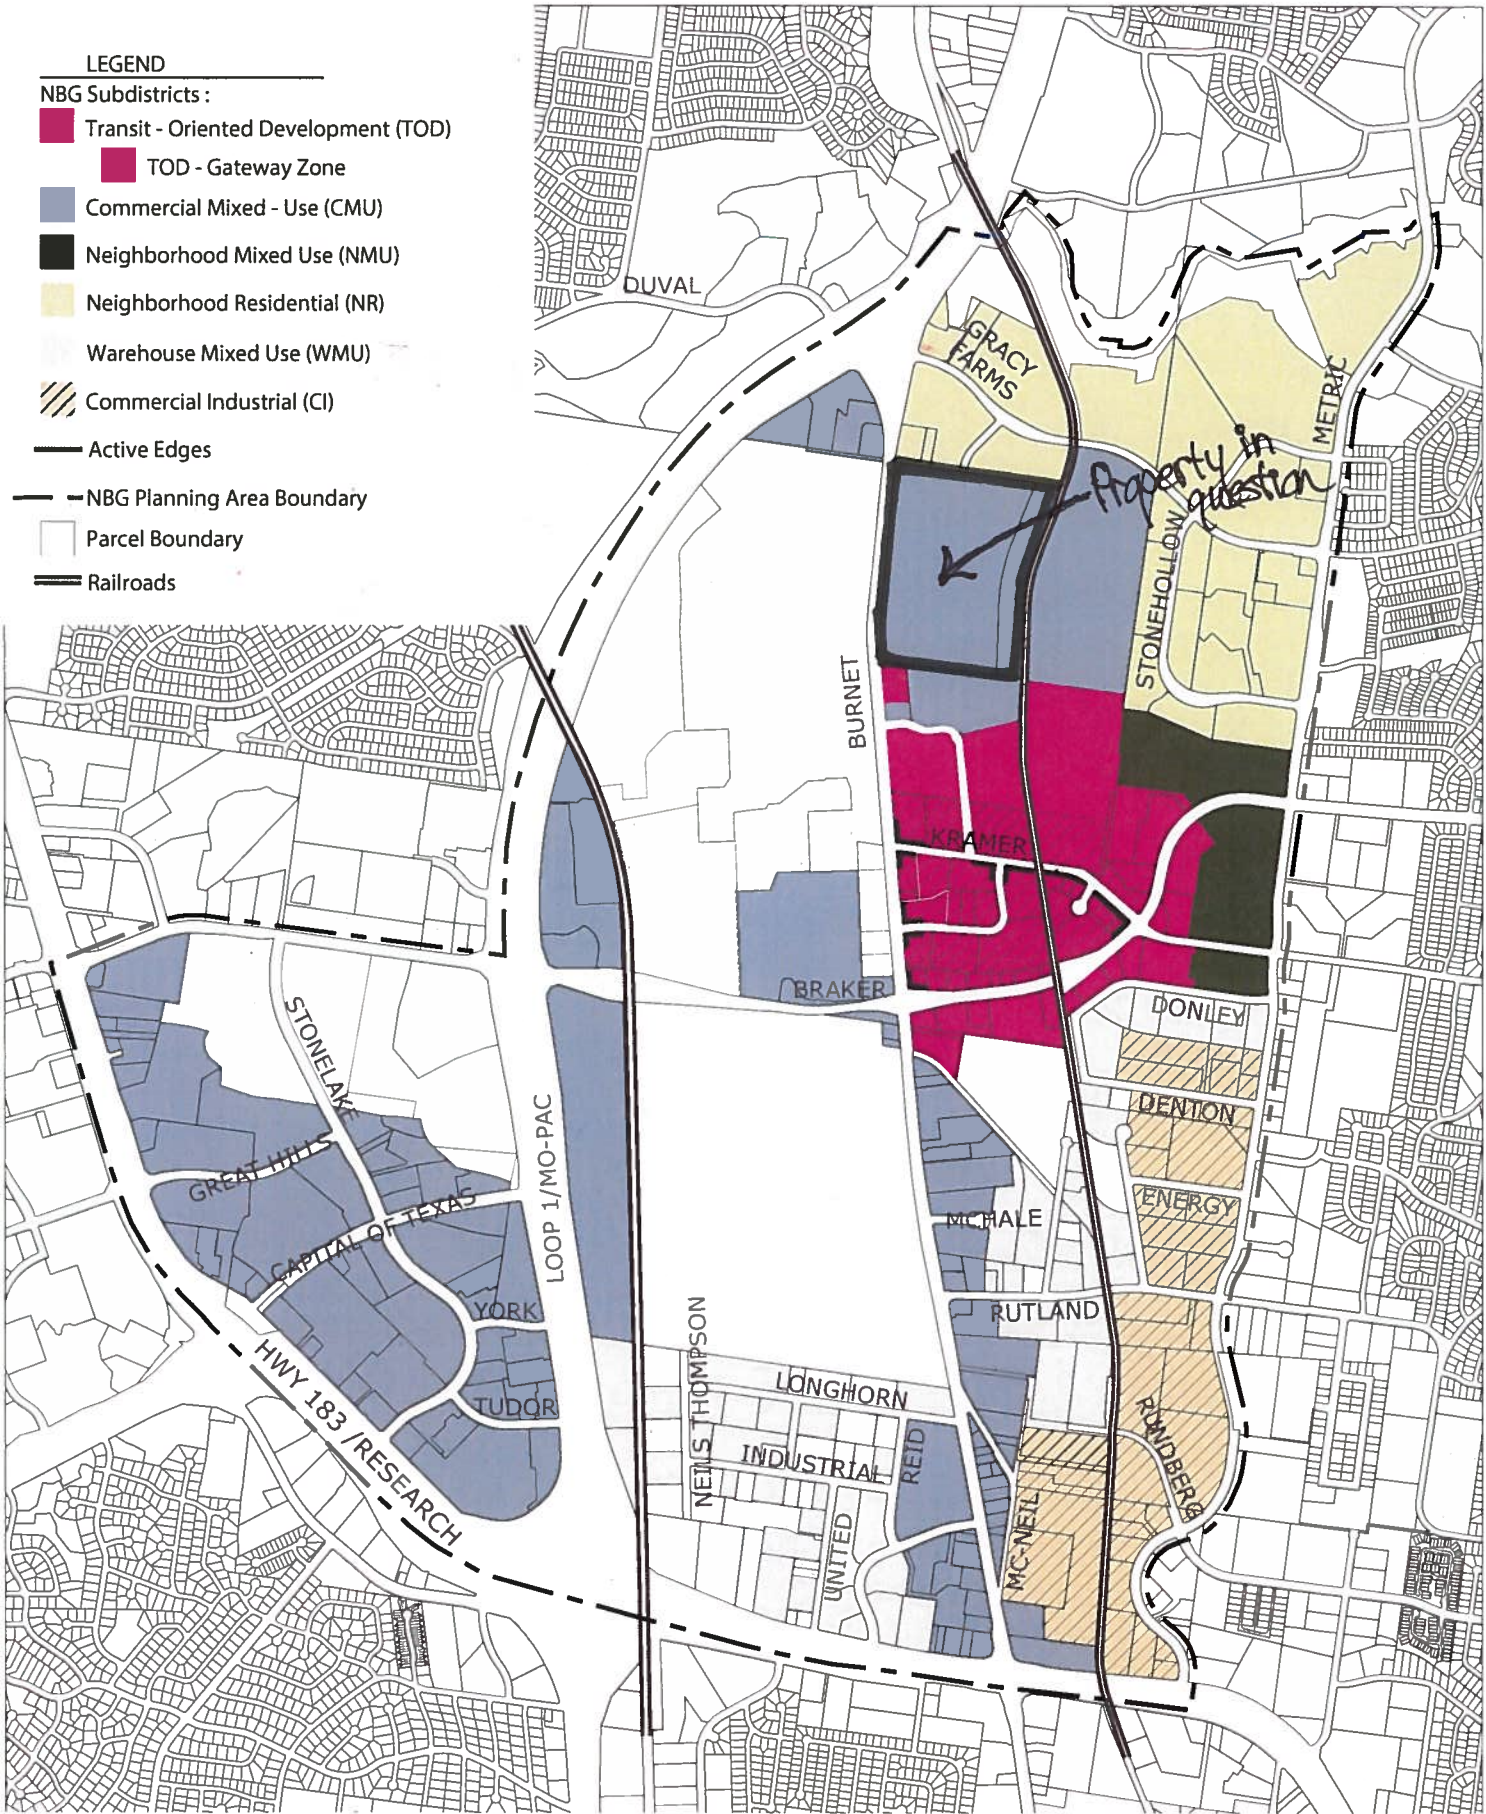 LEGEND
NBG Subdistricts :
Transit - Oriented Development (TOD)
TOD - Gateway Zone
Commercial Mixed - Use (CMU)
Neighborhood Mixed Use (NMU)
Neighborhood Residential (NR)
Warehouse Mixed Use (WMU)
Commercial Industrial (CI)
Active Edges
NBG Planning Area Boundary
Parcel Boundary
Railroads
DUVAL
GRACY
FARMS
METRIC
Property in
question
STONEHOLLOW
BURNET
KRAMER
BRAKER
DONLEY
STONELAKE
DENTON
GREAT HILLS
ENERGY
CAPITAL OF TEXAS
LOOP 1/MO-PAC
MCHALE
YORK
RUTLAND
HWY 183 /RESEARCH
NEILS THOMPSON
LONGHORN
TUDOR
RUNDBERG
INDUSTRIAL
REID
UNITED
MC-NEIL